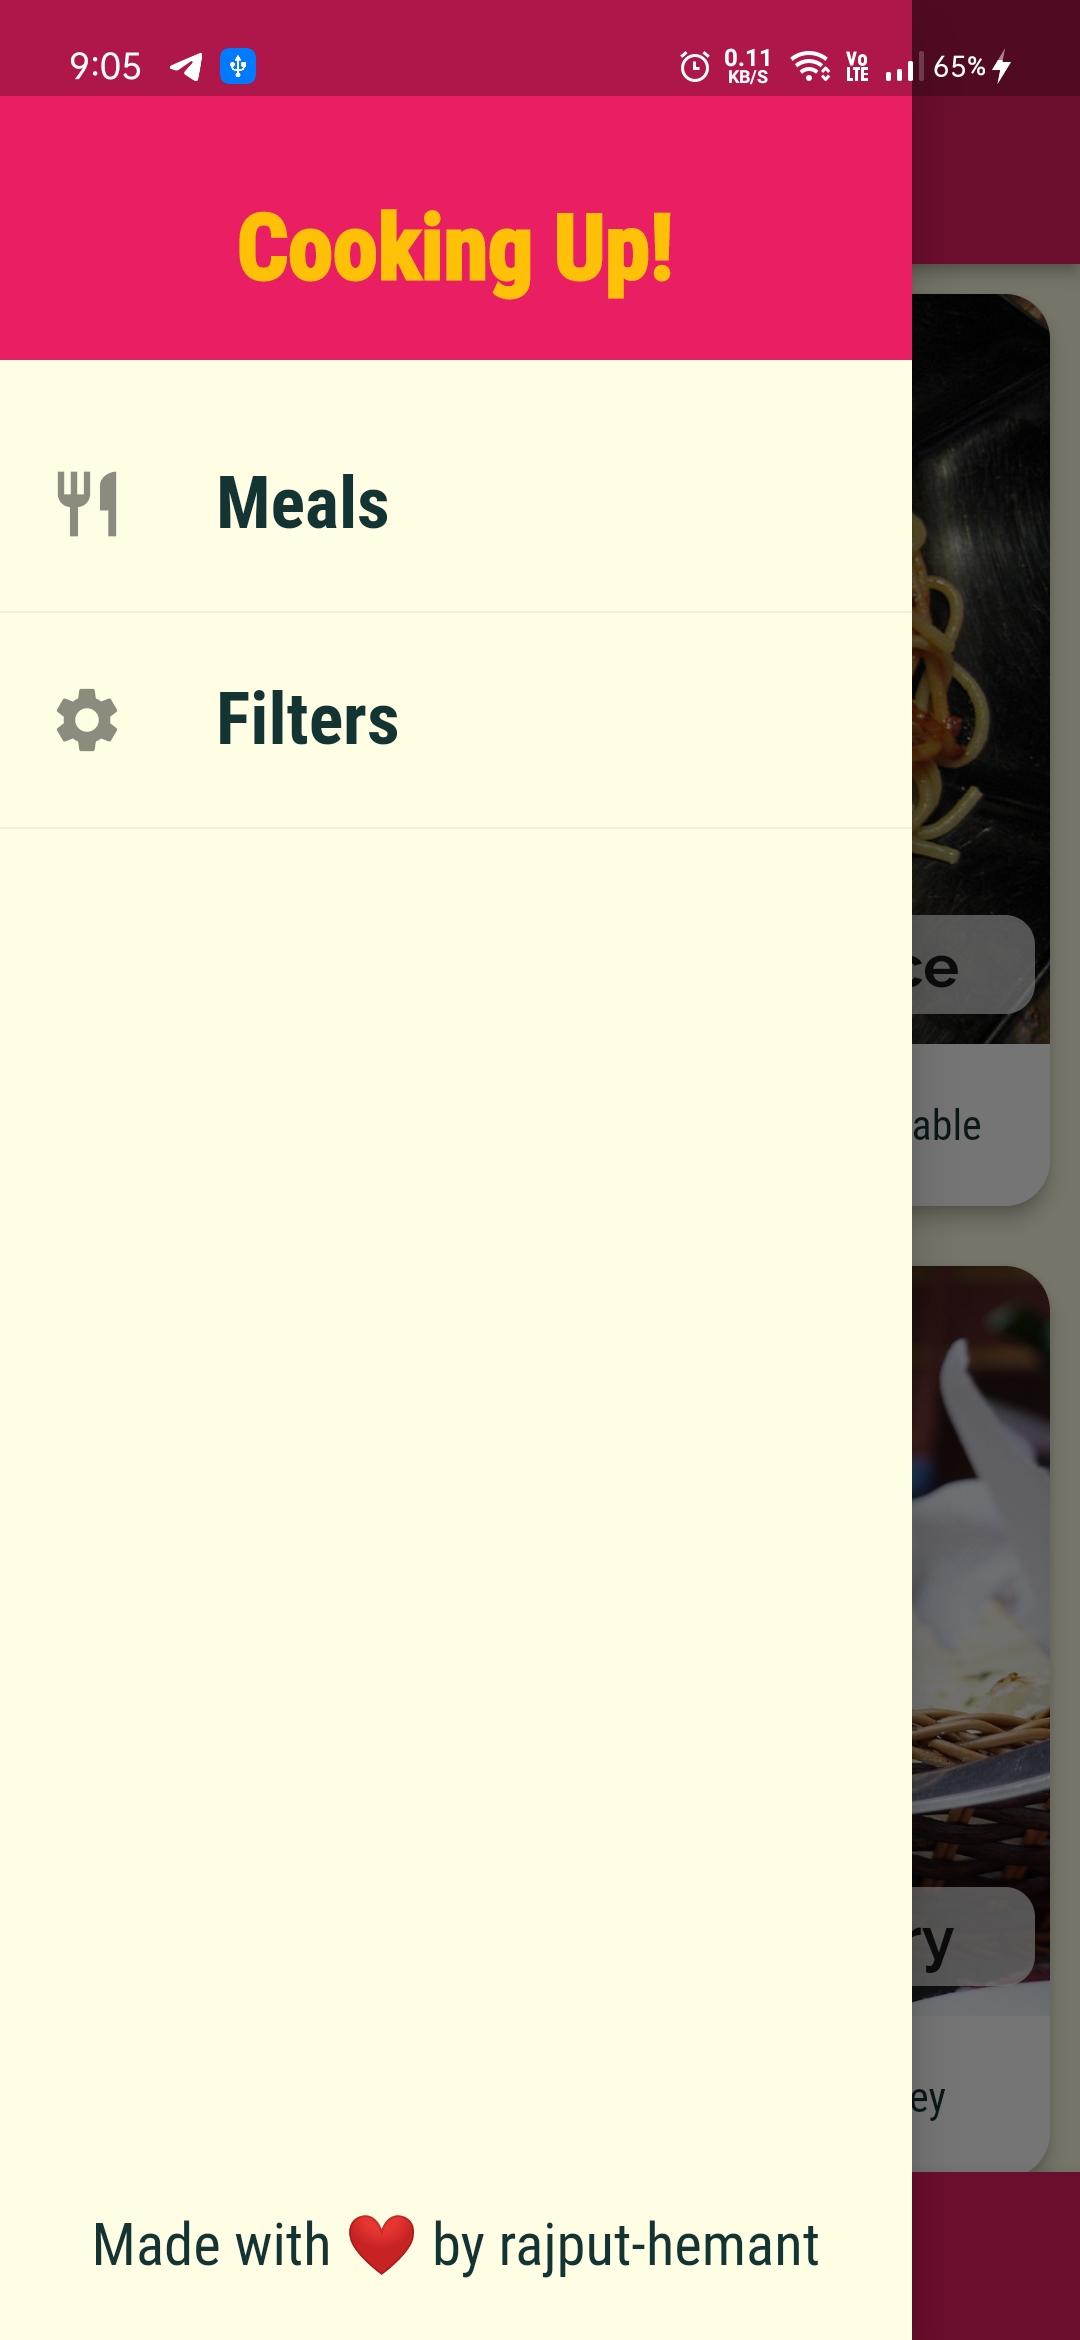 9:05 0.11 KB/S Vo LTE 65%
Cooking Up!
Meals
Filters
ce
able
ry
ey
Made with ❤️ by rajput-hemant